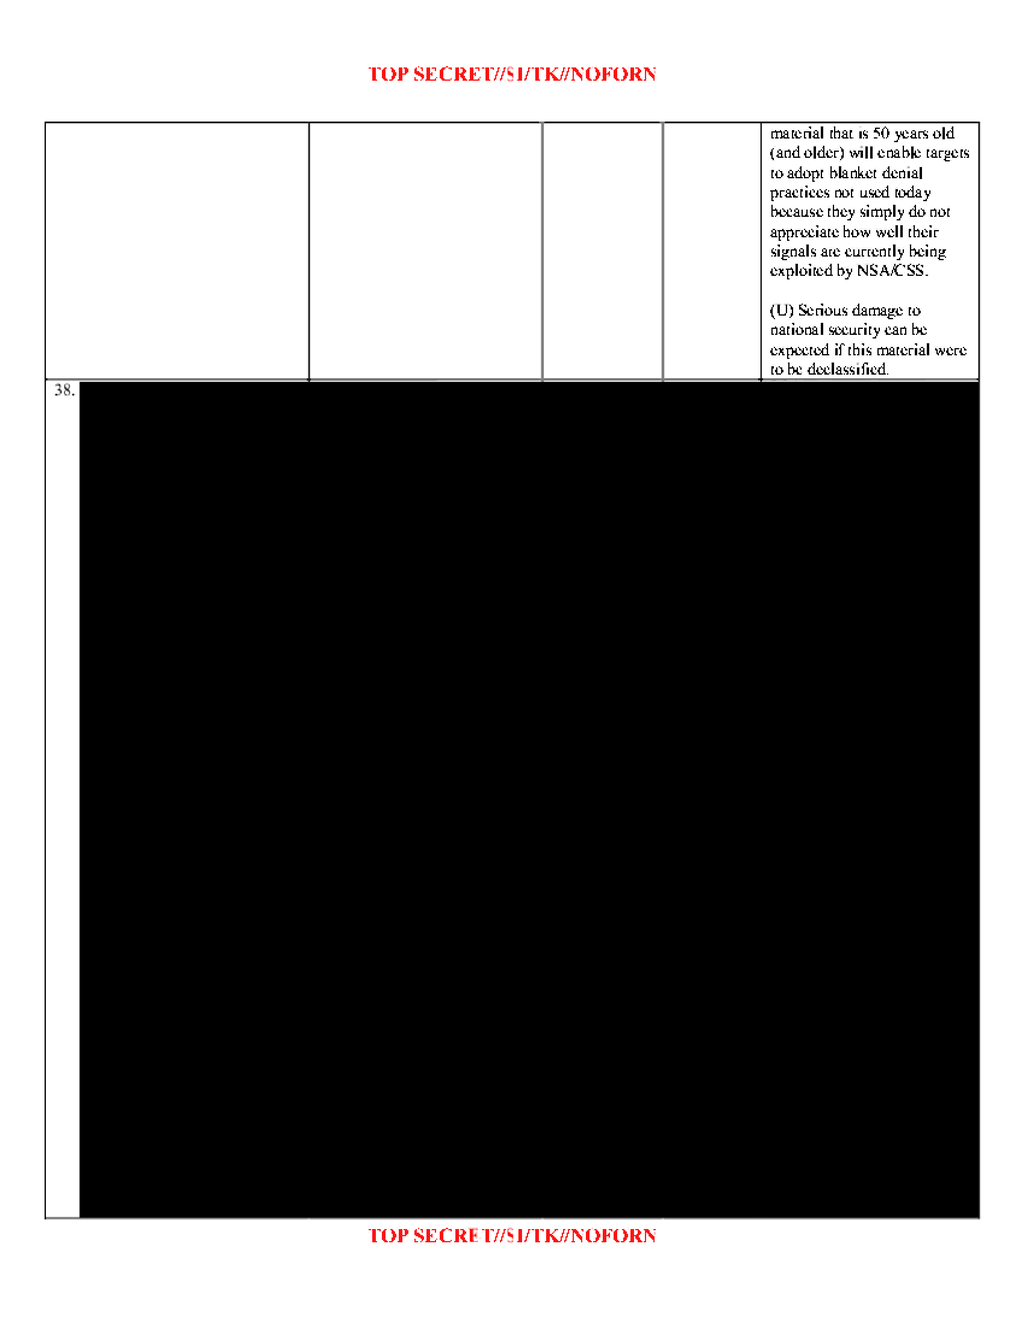 TOP SECRET//SI/TK//NOFORN
material that is 50 years old
(and older) will enable targets
to adopt blanket denial
practices not used today
because they simply do not
appreciate how well their
signals are currently being
exploited by NSA/CSS.
(U) Serious damage to
national security can be
expected if this material were
to be declassified.
38.
TOP SECRET//SI/TK//NOFORN